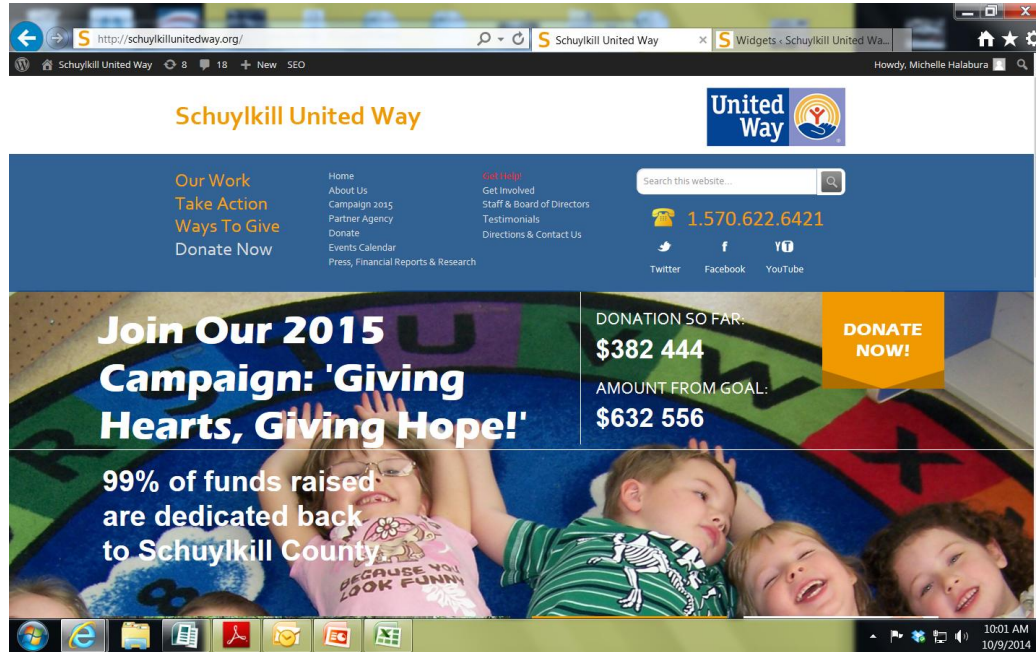 http://schuylkillunitedway.org/
Schuylkill United Way
Widgets ‹ Schuylkill United Wa...
Schuylkill United Way 8 18 + New SEO
Howdy, Michelle Halabura
Schuylkill United Way
United
Way
Our Work
Take Action
Ways To Give
Donate Now
Home
About Us
Campaign 2015
Partner Agency
Donate
Events Calendar
Press, Financial Reports & Research
Get Help!
Get Involved
Staff & Board of Directors
Testimonials
Directions & Contact Us
Search this website...
1.570.622.6421
Twitter
Facebook
YouTube
Join Our 2015
Campaign: 'Giving
Hearts, Giving Hope!'
DONATION SO FAR:
$382 444
AMOUNT FROM GOAL:
$632 556
DONATE
NOW!
99% of funds raised
are dedicated back
to Schuylkill County.
R S T U V W X
BECAUSE YOU
LOOK FUNNY
8
10:01 AM
10/9/2014